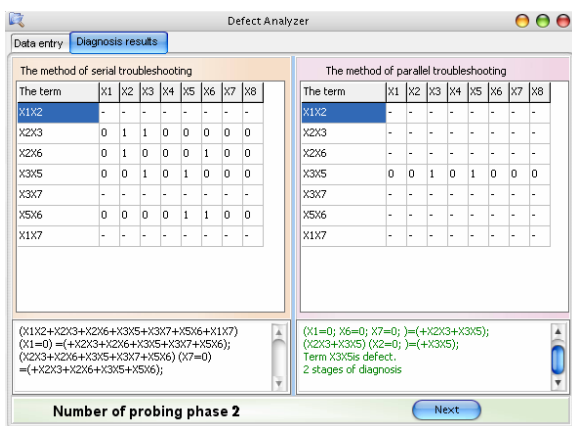 Defect Analyzer
Data entry Diagnosis results
The method of serial troubleshooting
The term X1 X2 X3 X4 X5 X6 X7 X8
X1X2 - - - - - - - -
X2X3 0 1 1 0 0 0 0 0
X2X6 0 1 0 0 0 1 0 0
X3X5 0 0 1 0 1 0 0 0
X3X7 - - - - - - - -
X5X6 0 0 0 0 1 1 0 0
X1X7 - - - - - - - -
(X1X2+X2X3+X2X6+X3X5+X3X7+X5X6+X1X7)
(X1=0) =(+X2X3+X2X6+X3X5+X3X7+X5X6);
(X2X3+X2X6+X3X5+X3X7+X5X6) (X7=0)
=(+X2X3+X2X6+X3X5+X5X6);
The method of parallel troubleshooting
The term X1 X2 X3 X4 X5 X6 X7 X8
X1X2 - - - - - - - -
X2X3 - - - - - - - -
X2X6 - - - - - - - -
X3X5 0 0 1 0 1 0 0 0
X3X7 - - - - - - - -
X5X6 - - - - - - - -
X1X7 - - - - - - - -
(X1=0; X6=0; X7=0; )=(+X2X3+X3X5);
(X2X3+X3X5) (X2=0; )=(+X3X5);
Term X3X5is defect.
2 stages of diagnosis
Number of probing phase 2
Next